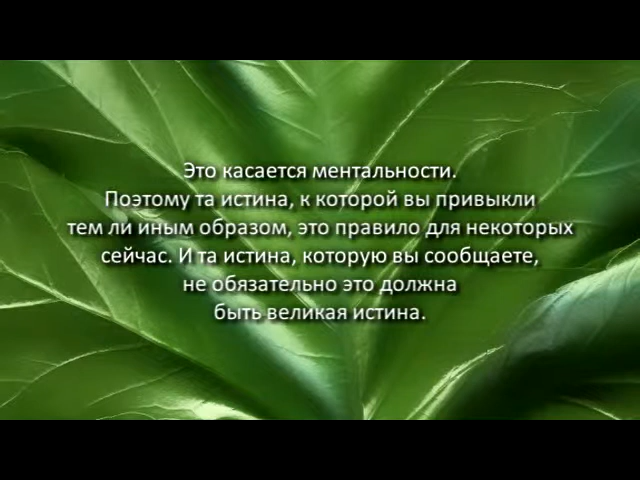 Это касается ментальности.
Поэтому та истина, к которой вы привыкли
тем ли иным образом, это правило для некоторых
сейчас. И та истина, которую вы сообщаете,
не обязательно это должна
быть великая истина.